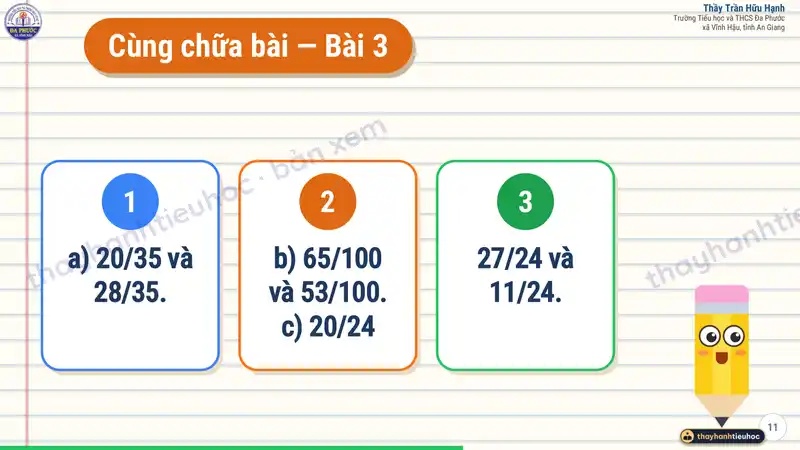 Thầy Trần Hữu Hạnh
Trường Tiểu học và THCS Đa Phước
xã Vĩnh Hậu, tỉnh An Giang
ĐA PHƯỚC
Cùng chữa bài – Bài 3
1
a) 20/35 và
28/35.
2
b) 65/100
và 53/100.
c) 20/24
3
27/24 và
11/24.
thayhanhtieuhoc · bản xem
thayhanhtieuhoc
11